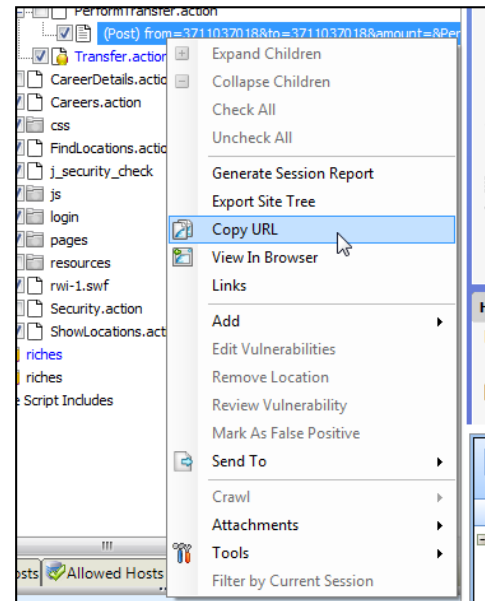 PerformTransfer.action
(Post) from=3711037018&to=3711037018&amount=&Per
Transfer.action
Expand Children
CareerDetails.actio
Collapse Children
Careers.action
Check All
css
Uncheck All
FindLocations.actio
j_security_check
Generate Session Report
js
Export Site Tree
login
Copy URL
pages
View In Browser
resources
Links
rwi-1.swf
Security.action
Add
ShowLocations.act
Edit Vulnerabilities
riches
Remove Location
riches
Review Vulnerability
Script Includes
Mark As False Positive
Send To
Crawl
Attachments
Tools
osts
Allowed Hosts
Filter by Current Session
H